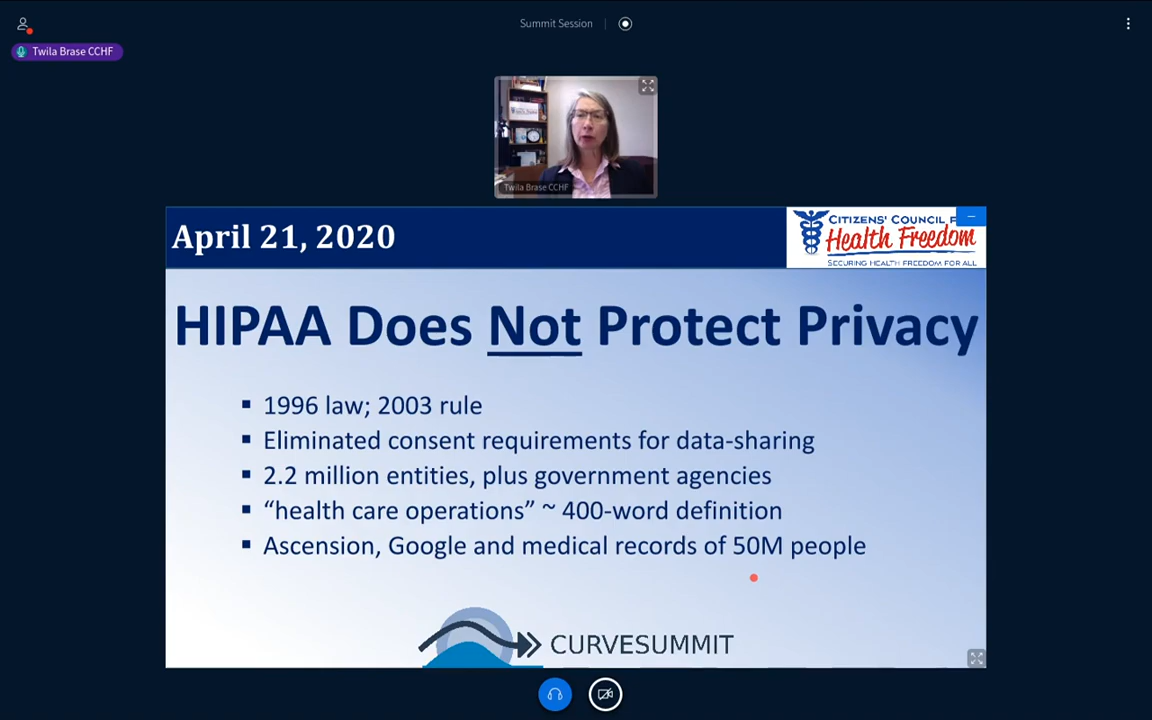 Summit Session
Twila Brase CCHF
Twila Brase CCHF
April 21, 2020
CITIZENS' COUNCIL F
Health Freedom
SECURING HEALTH FREEDOM FOR ALL
HIPAA Does Not Protect Privacy
▪ 1996 law; 2003 rule
▪ Eliminated consent requirements for data-sharing
▪ 2.2 million entities, plus government agencies
▪ “health care operations” ~ 400-word definition
▪ Ascension, Google and medical records of 50M people
CURVESUMMIT